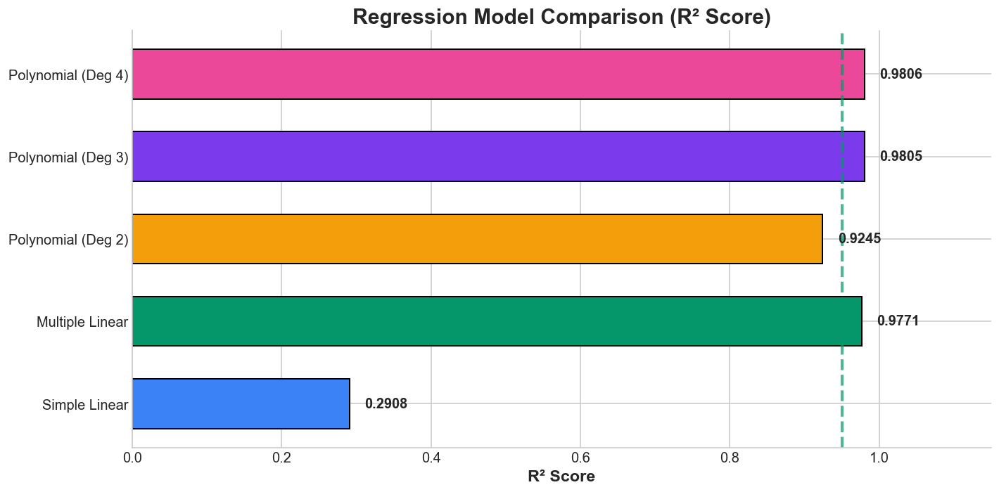 Regression Model Comparison (R² Score)
Polynomial (Deg 4)
0.9806
Polynomial (Deg 3)
0.9805
Polynomial (Deg 2)
0.9245
Multiple Linear
0.9771
Simple Linear
0.2908
0.0 0.2 0.4 0.6 0.8 1.0
R² Score